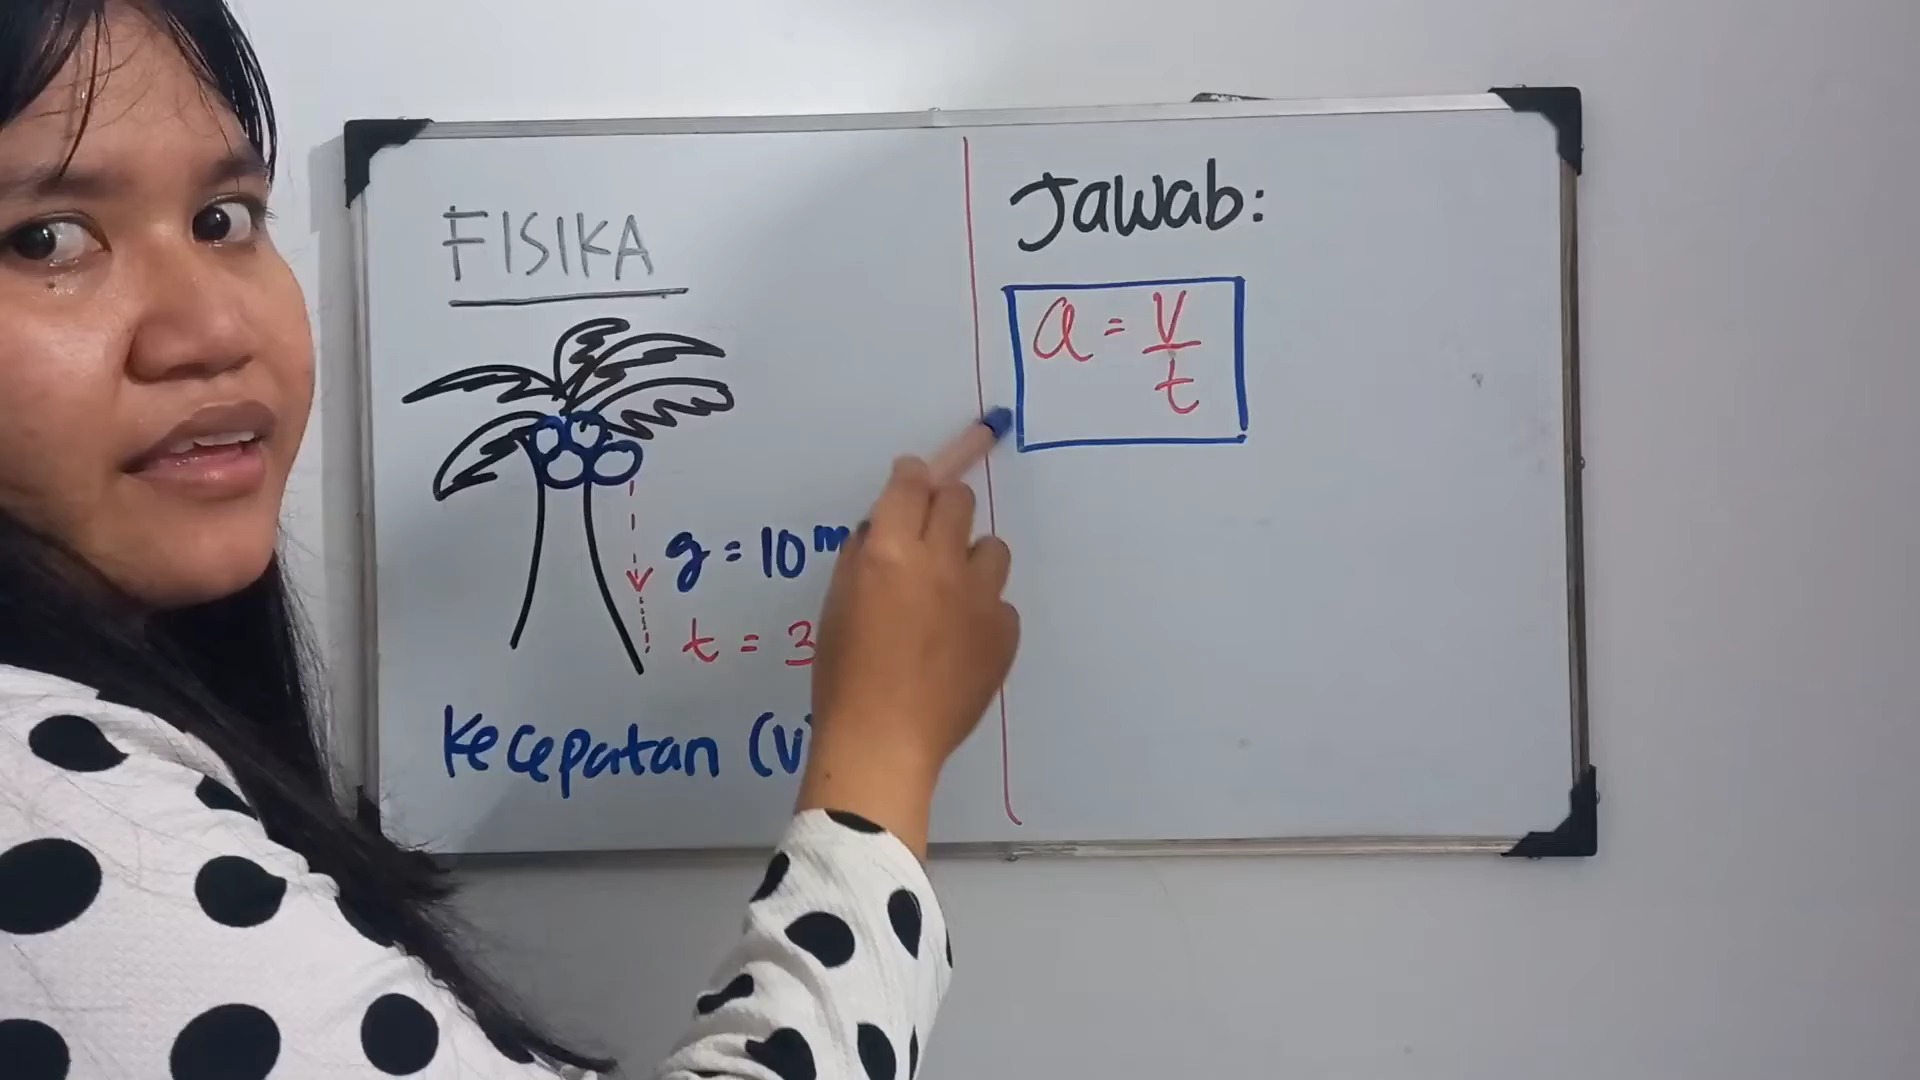 FISIKA
g = 10 m
t = 3
Kecepatan (V)
Jawab:
a = V
t